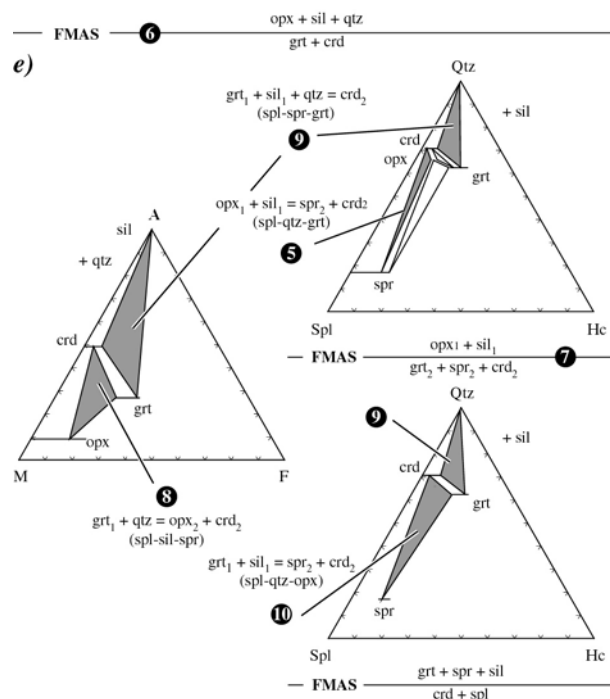 opx + sil + qtz
FMAS 6
grt + crd
e)
Qtz
grt₁ + sil₁ + qtz = crd₂
(spl-spr-grt)
+ sil
9
crd
opx
grt
opx₁ + sil₁ = spr₂ + crd₂
(spl-qtz-grt)
5
A
sil
+ qtz
spr
Spl
Hc
crd
opx₁ + sil₁
FMAS 7
grt₂ + spr₂ + crd₂
grt
opx
Qtz
9
+ sil
M
F
crd
grt
8
grt₁ + qtz = opx₂ + crd₂
(spl-sil-spr)
grt₁ + sil₁ = spr₂ + crd₂
(spl-qtz-opx)
10
spr
Spl
Hc
grt + spr + sil
FMAS
crd + spl